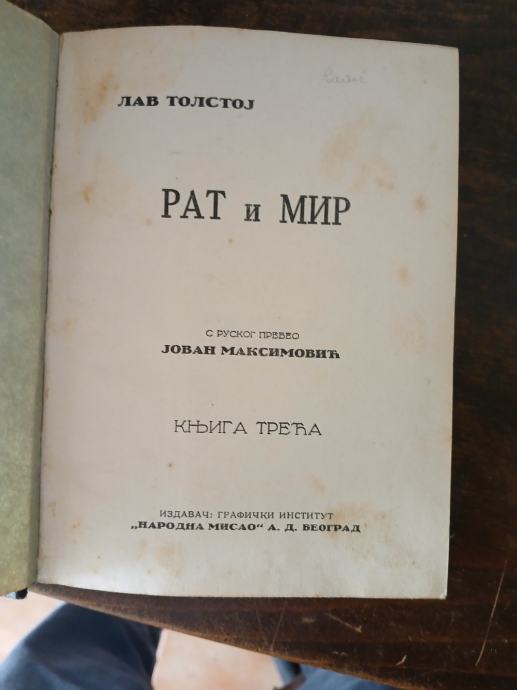 ЛАВ ТОЛСТОЈ
РАТ и МИР
С РУСКОГ ПРЕВЕО
ЈОВАН МАКСИМОВИЋ
КЊИГА ТРЕЋА
ИЗДАВАЧ: ГРАФИЧКИ ИНСТИТУТ
„НАРОДНА МИСАО“ А. Д. БЕОГРАД